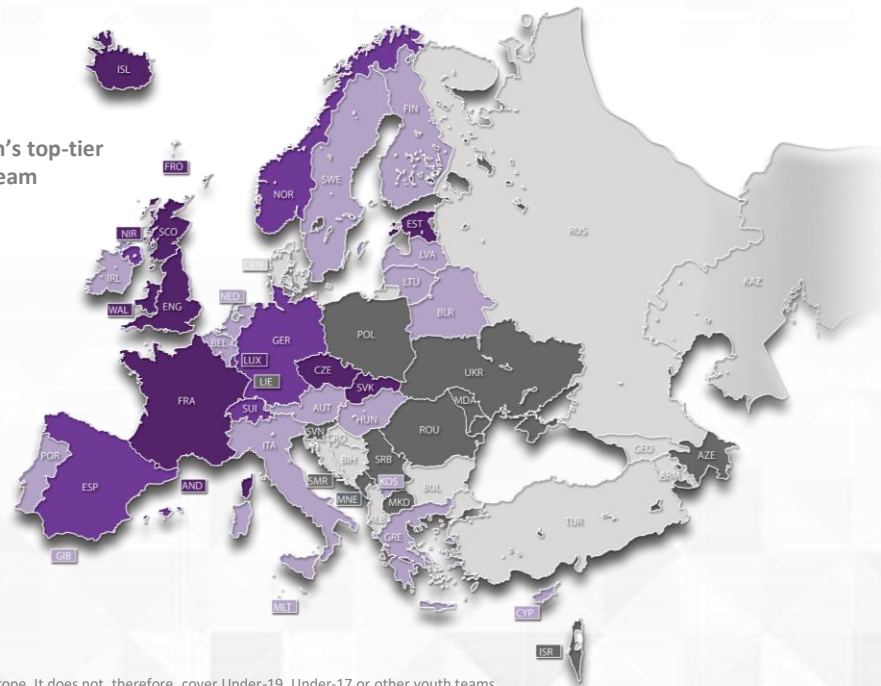 ISL
n's top-tier
eam
FRO
FIN
SWE
NOR
NIR
SCO
EST
RUS
IRL
LVA
DEN
LTU
NED
KAZ
WAL
ENG
BLR
GER
POL
BEL
LUX
UKR
LIE
CZE
SVK
FRA
MDA
SUI
AUT
HUN
ROU
SVN
CRO
ITA
BIH
SRB
GEO
AZE
POR
ARM
AND
SMR
KOS
BUL
ESP
MNE
MKD
ALB
TUR
GRE
GIB
MLT
CYP
ISR
rope. It does not, therefore, cover Under-19, Under-17 or other youth teams